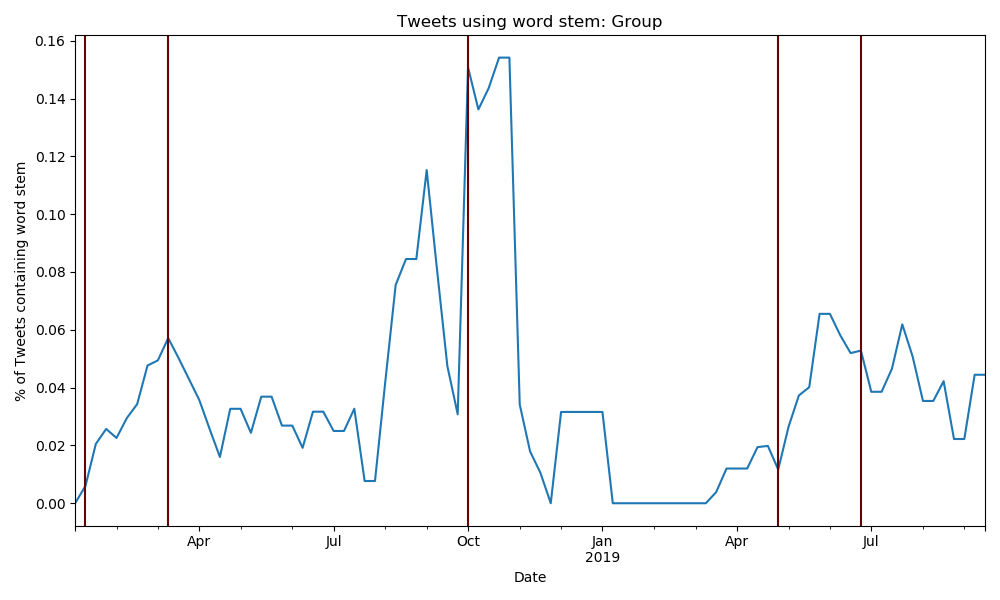 Tweets using word stem: Group
% of Tweets containing word stem
0.16
0.14
0.12
0.10
0.08
0.06
0.04
0.02
0.00
Apr Jul Oct Jan Apr Jul
2019
Date